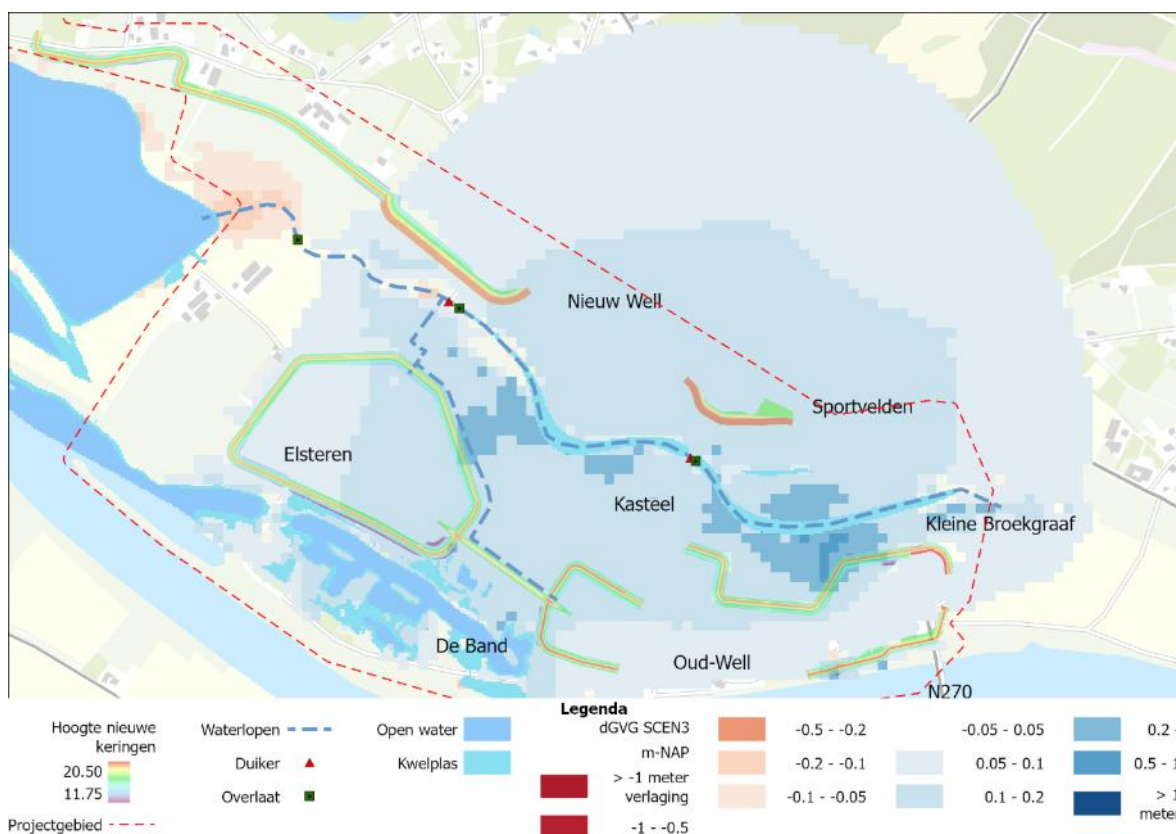 Nieuw Well
Sportvelden
Elsteren
Kasteel
Kleine Broekgraaf
De Band
Oud-Well
N270
Legenda
Hoogte nieuwe
keringen
20.50
11.75
Projectgebied
Waterlopen
Duiker
Overlaat
Open water
Kwelplas
dGVG SCEN3
m-NAP
> -1 meter
verlaging
-1 - -0.5
-0.5 - -0.2
-0.2 - -0.1
-0.1 - -0.05
-0.05 - 0.05
0.05 - 0.1
0.1 - 0.2
0.2 -
0.5 - 1
> 1
meter